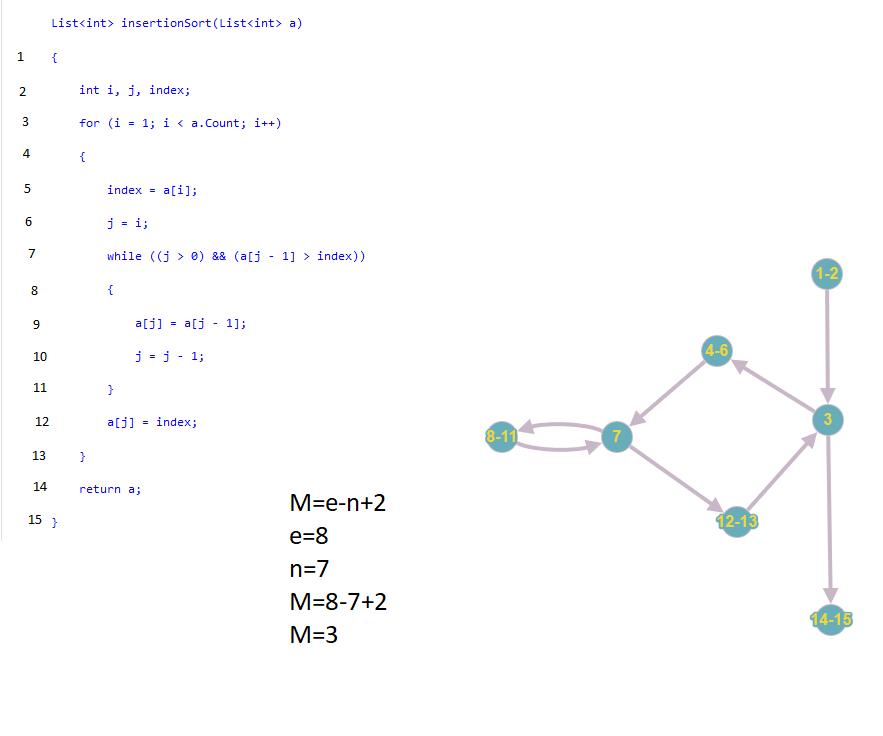 List<int> insertionSort(List<int> a)
1 {
2 int i, j, index;
3 for (i = 1; i < a.Count; i++)
4 {
5 index = a[i];
6 j = i;
7 while ((j > 0) && (a[j - 1] > index))
8 {
9 a[j] = a[j - 1];
10 j = j - 1;
11 }
12 a[j] = index;
13 }
14 return a;
15 }
M=e-n+2
e=8
n=7
M=8-7+2
M=3
1-2
4-6
3
8-11
7
12-13
14-15